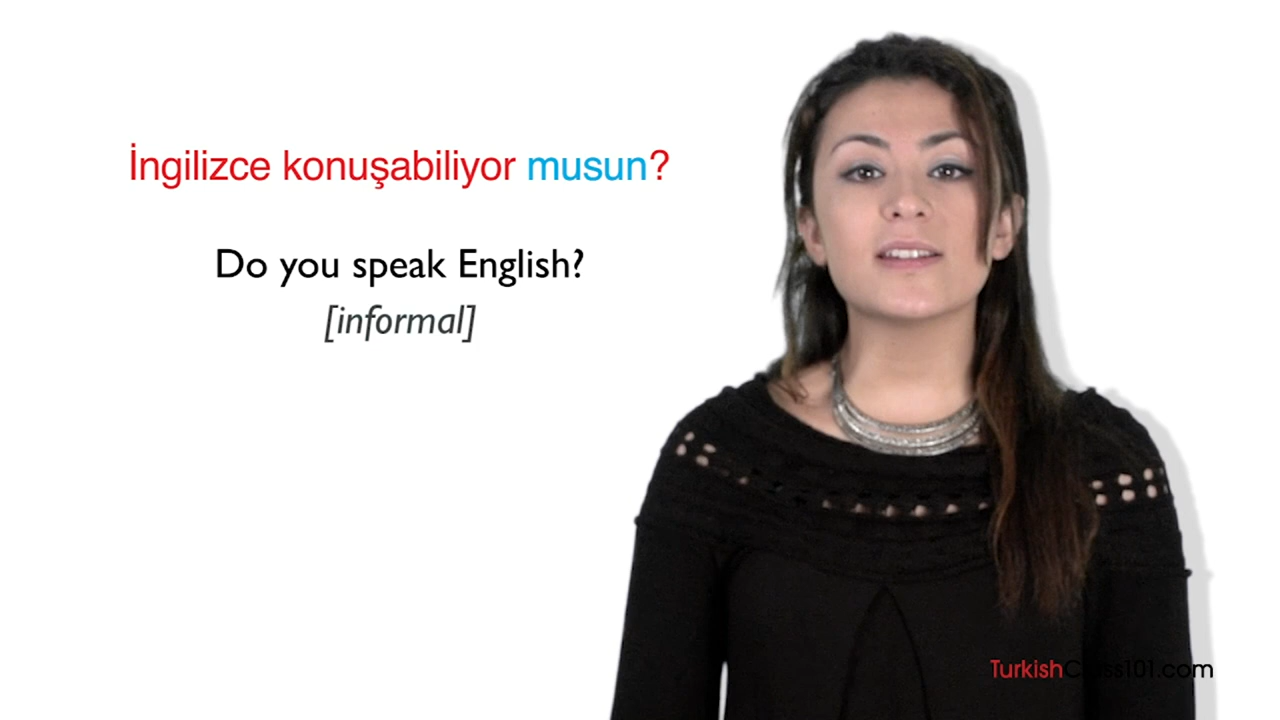 İngilizce konuşabiliyor musun?
Do you speak English?
[informal]
TurkishClass101.com